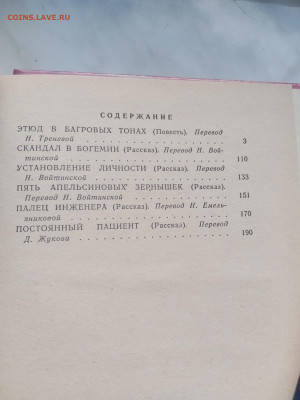 COINS.LAVE.RU
СОДЕРЖАНИЕ
ЭТЮД В БАГРОВЫХ ТОНАХ (Повесть). Перевод
Н. Треневой . . . . . . . . . . . . 3
СКАНДАЛ В БОГЕМИИ (Рассказ). Перевод Н. Вой-
тинской . . . . . . . . . . . . 110
УСТАНОВЛЕНИЕ ЛИЧНОСТИ (Рассказ). Перевод
Н. Войтинской . . . . . . . . . . 133
ПЯТЬ АПЕЛЬСИНОВЫХ ЗЕРНЫШЕК (Рассказ).
Перевод Н. Войтинской . . . . . . . 151
ПАЛЕЦ ИНЖЕНЕРА (Рассказ). Перевод Н. Емель-
янниковой . . . . . . . . . . . . 170
ПОСТОЯННЫЙ ПАЦИЕНТ (Рассказ). Перевод
Д. Жукова . . . . . . . . . . . . 190